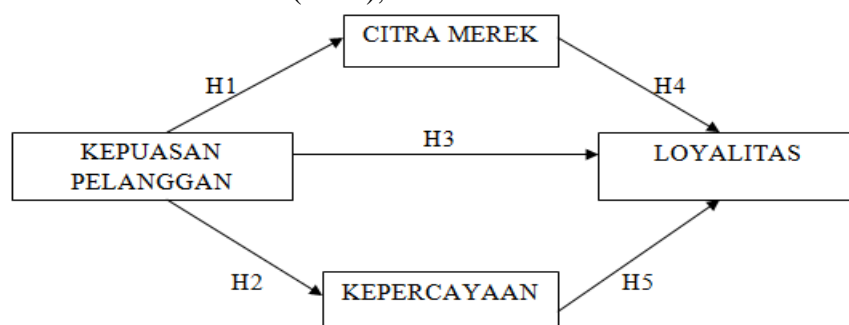 CITRA MEREK
H1
H4
H3
KEPUASAN
PELANGGAN
LOYALITAS
H2
KEPERCAYAAN
H5